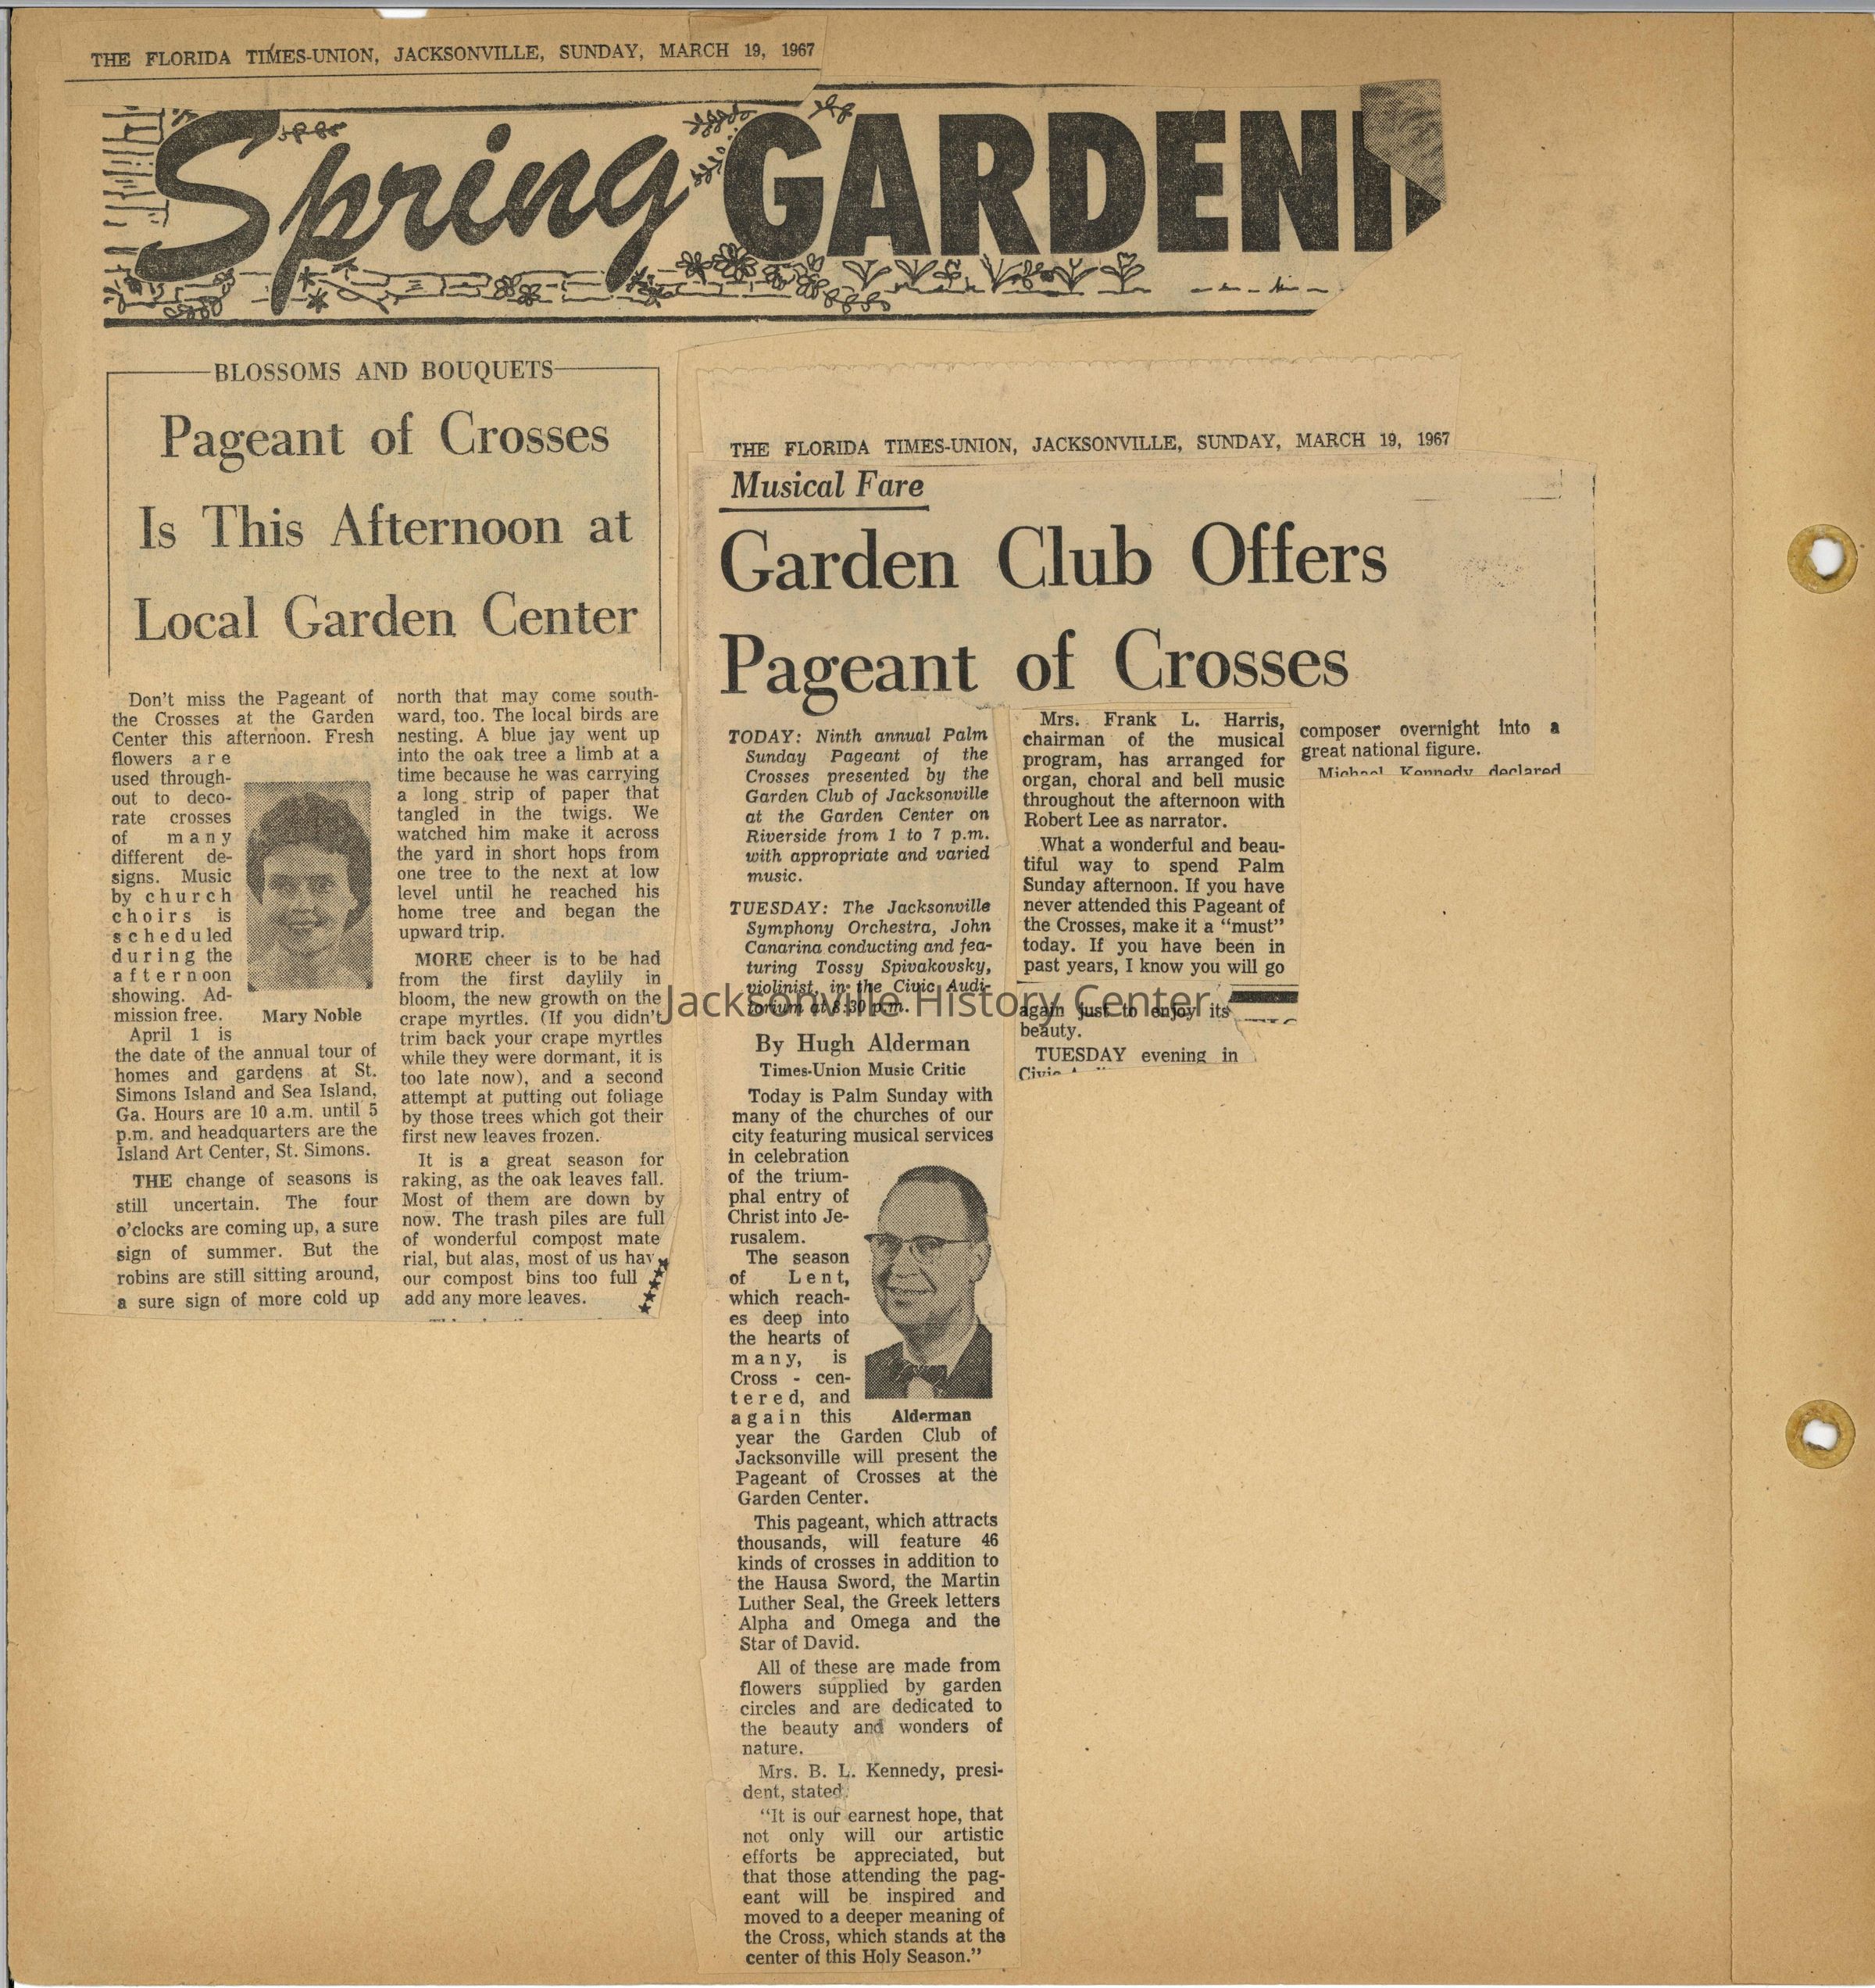 THE FLORIDA TIMES-UNION, JACKSONVILLE, SUNDAY, MARCH 19, 1967
Spring GARDENI
BLOSSOMS AND BOUQUETS
Pageant of Crosses
Is This Afternoon at
Local Garden Center
Don't miss the Pageant of
the Crosses at the Garden
Center this afternoon. Fresh
flowers are
used through-
out to deco-
rate crosses
of many
different de-
signs. Music
by church
choirs is
scheduled
during the
afternoon
showing. Ad-
mission free.
Mary Noble
April 1 is
the date of the annual tour of
homes and gardens at St.
Simons Island and Sea Island,
Ga. Hours are 10 a.m. until 5
p.m. and headquarters are the
Island Art Center, St. Simons.
THE change of seasons is
still uncertain. The four
o'clocks are coming up, a sure
sign of summer. But the
robins are still sitting around,
a sure sign of more cold up
north that may come south-
ward, too. The local birds are
nesting. A blue jay went up
into the oak tree a limb at a
time because he was carrying
a long strip of paper that
tangled in the twigs. We
watched him make it across
the yard in short hops from
one tree to the next at low
level until he reached his
home tree and began the
upward trip.
MORE cheer is to be had
from the first daylily in
bloom, the new growth on the
crape myrtles. (If you didn't
trim back your crape myrtles
while they were dormant, it is
too late now), and a second
attempt at putting out foliage
by those trees which got their
first new leaves frozen.
It is a great season for
raking, as the oak leaves fall.
Most of them are down by
now. The trash piles are full
of wonderful compost mate
rial, but alas, most of us hav
our compost bins too full
add any more leaves.
THE FLORIDA TIMES-UNION, JACKSONVILLE, SUNDAY, MARCH 19, 1967
Musical Fare
Garden Club Offers
Pageant of Crosses
TODAY: Ninth annual Palm
Sunday Pageant of the
Crosses presented by the
Garden Club of Jacksonville
at the Garden Center on
Riverside from 1 to 7 p.m.
with appropriate and varied
music.
TUESDAY: The Jacksonville
Symphony Orchestra, John
Canarina conducting and fea-
turing Tossy Spivakovsky,
violinist, in the Civic Audi-
torium at 8:30 p.m.
By Hugh Alderman
Times-Union Music Critic
Today is Palm Sunday with
many of the churches of our
city featuring musical services
in celebration
of the trium-
phal entry of
Christ into Je-
rusalem.
The season
of Lent,
which reach-
es deep into
the hearts of
many, is
Cross - cen-
tered, and
again this
Alderman
year the Garden Club of
Jacksonville will present the
Pageant of Crosses at the
Garden Center.
This pageant, which attracts
thousands, will feature 46
kinds of crosses in addition to
the Hausa Sword, the Martin
Luther Seal, the Greek letters
Alpha and Omega and the
Star of David.
All of these are made from
flowers supplied by garden
circles and are dedicated to
the beauty and wonders of
nature.
Mrs. B. L. Kennedy, presi-
dent, stated:
"It is our earnest hope, that
not only will our artistic
efforts be appreciated, but
that those attending the pag-
eant will be inspired and
moved to a deeper meaning of
the Cross, which stands at the
center of this Holy Season."
Mrs. Frank L. Harris,
chairman of the musical
program, has arranged for
organ, choral and bell music
throughout the afternoon with
Robert Lee as narrator.
What a wonderful and beau-
tiful way to spend Palm
Sunday afternoon. If you have
never attended this Pageant of
the Crosses, make it a "must"
today. If you have been in
past years, I know you will go
again just to enjoy its
beauty.
TUESDAY evening in
composer overnight into a
great national figure.
Michael Kennedy declared
Jacksonville History Center